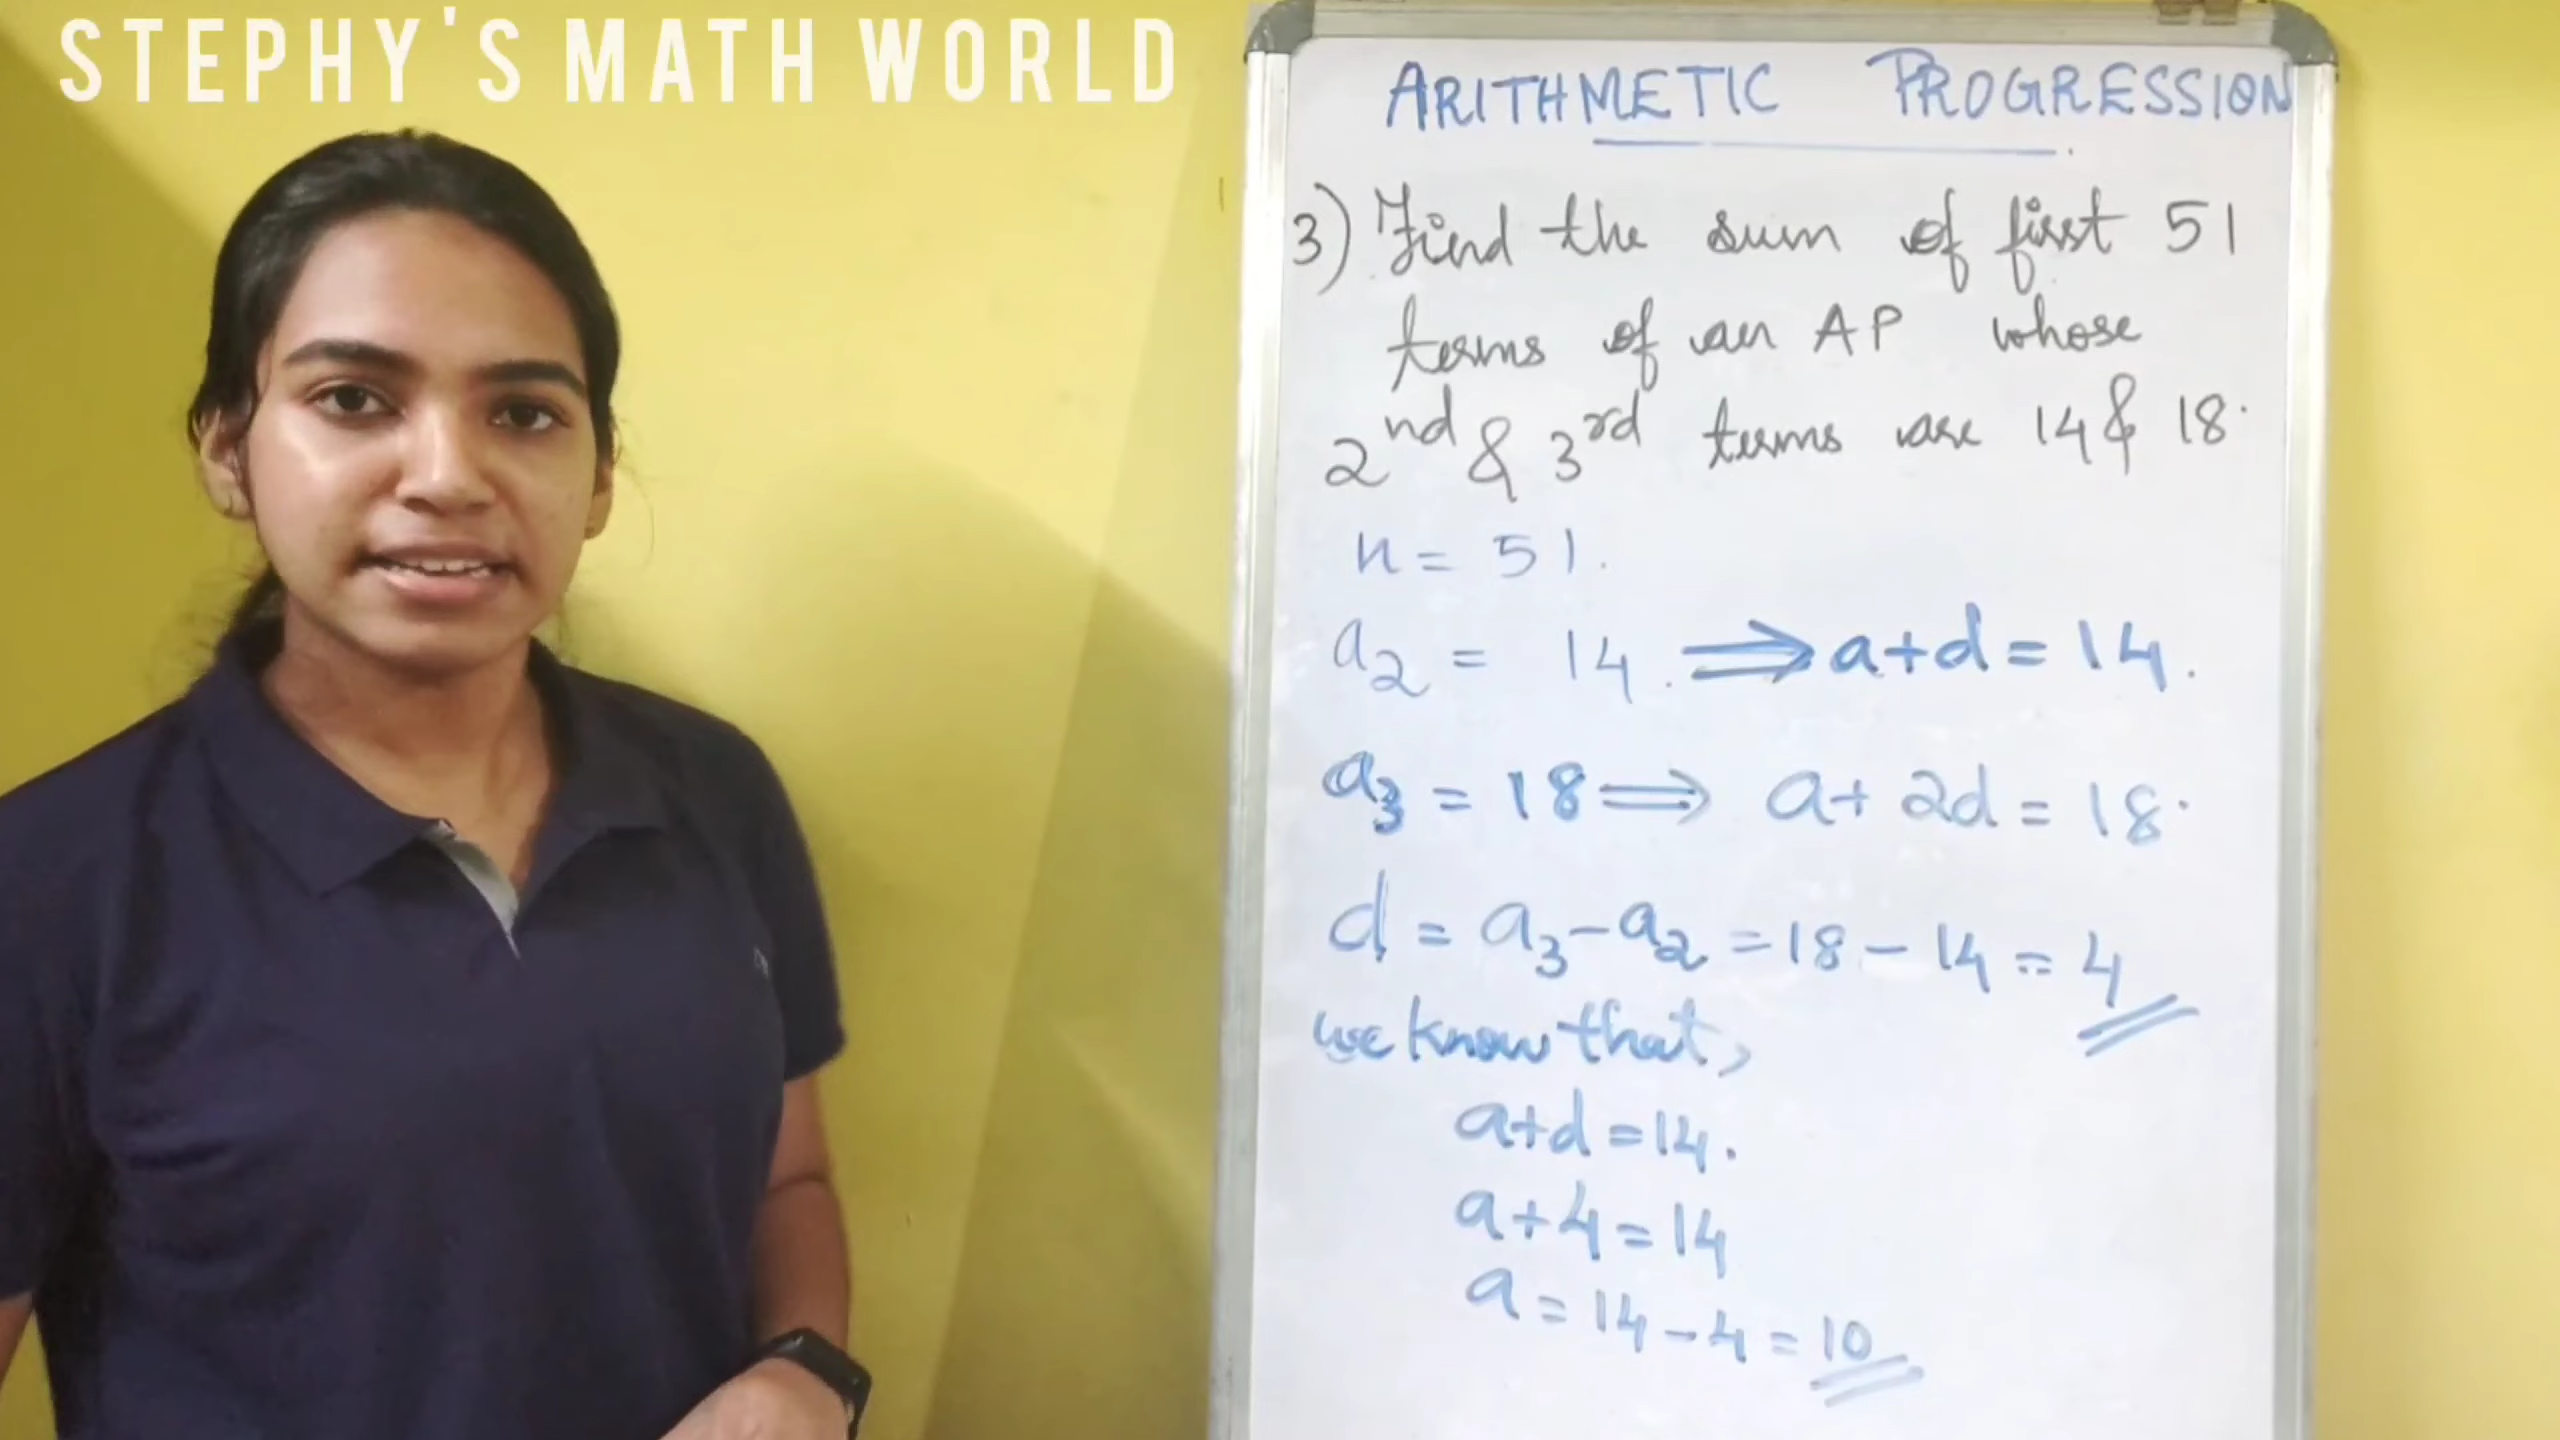 STEPHY'S MATH WORLD
ARITHMETIC PROGRESSION
3) Find the sum of first 51
terms of an AP whose
2nd & 3rd terms are 14 & 18.
n = 51.
a2 = 14. ⟹ a+d = 14.
a3 = 18 ⟹ a+ 2d = 18.
d = a3-a2 = 18 - 14 = 4
we know that,
a+d = 14.
a+4 = 14
a = 14 - 4 = 10